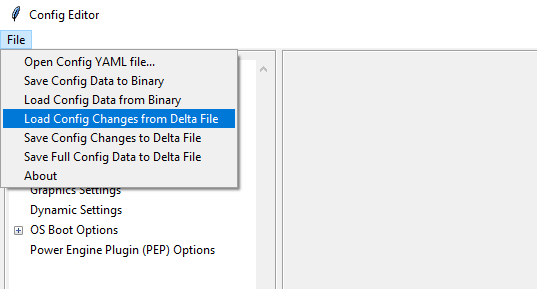 Config Editor
File
Open Config YAML file...
Save Config Data to Binary
Load Config Data from Binary
Load Config Changes from Delta File
Save Config Changes to Delta File
Save Full Config Data to Delta File
About
Graphics Settings
Dynamic Settings
OS Boot Options
Power Engine Plugin (PEP) Options